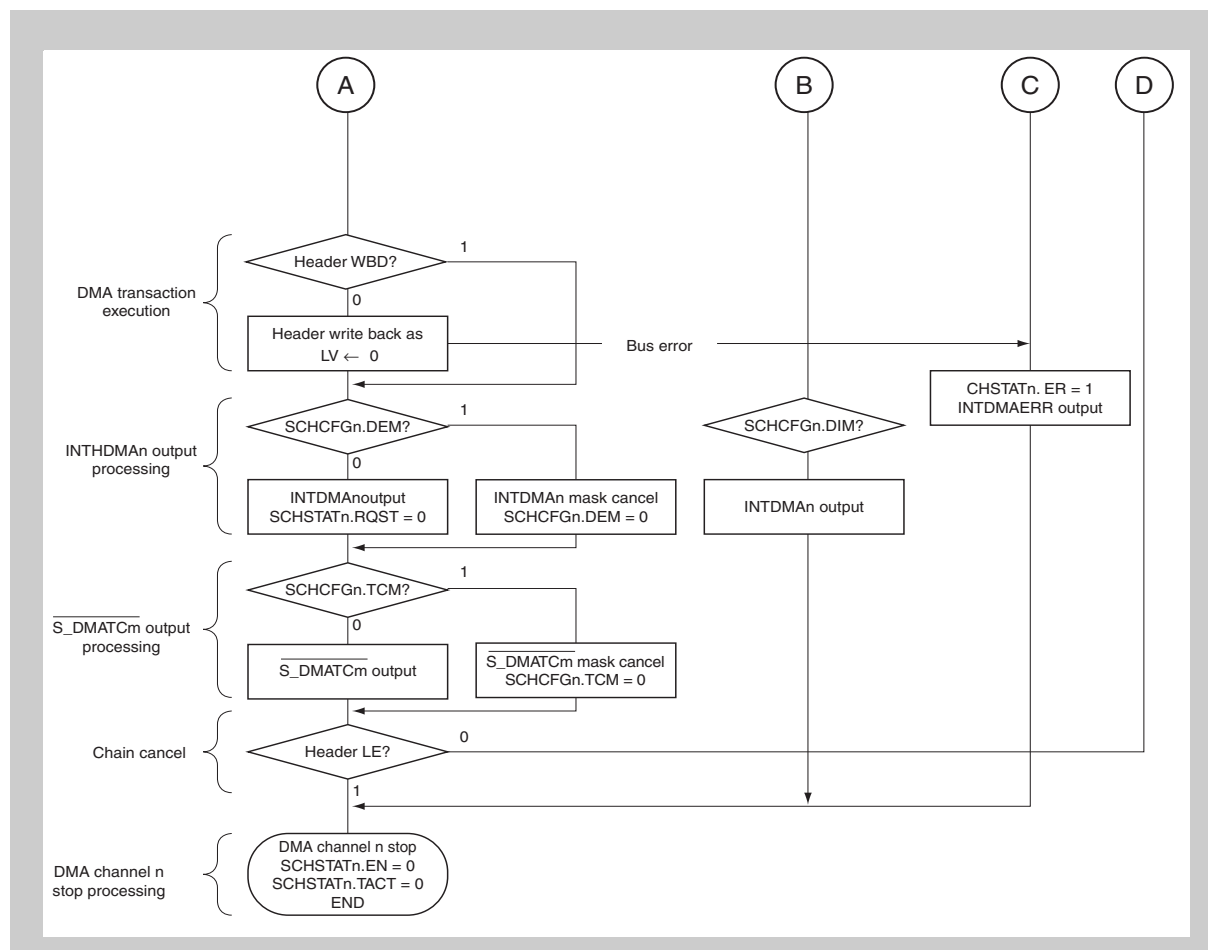 A
B
C
D
Header WBD?
1
0
DMA transaction
execution
Header write back as
LV ← 0
Bus error
CHSTATn. ER = 1
INTDMAERR output
SCHCFGn.DEM?
1
0
SCHCFGn.DIM?
INTHDMAn output
processing
INTDMAnoutput
SCHSTATn.RQST = 0
INTDMAn mask cancel
SCHCFGn.DEM = 0
INTDMAn output
SCHCFGn.TCM?
1
0
S_DMATCm output
processing
S_DMATCm output
S_DMATCm mask cancel
SCHCFGn.TCM = 0
Chain cancel
Header LE?
0
1
DMA channel n
stop processing
DMA channel n stop
SCHSTATn.EN = 0
SCHSTATn.TACT = 0
END